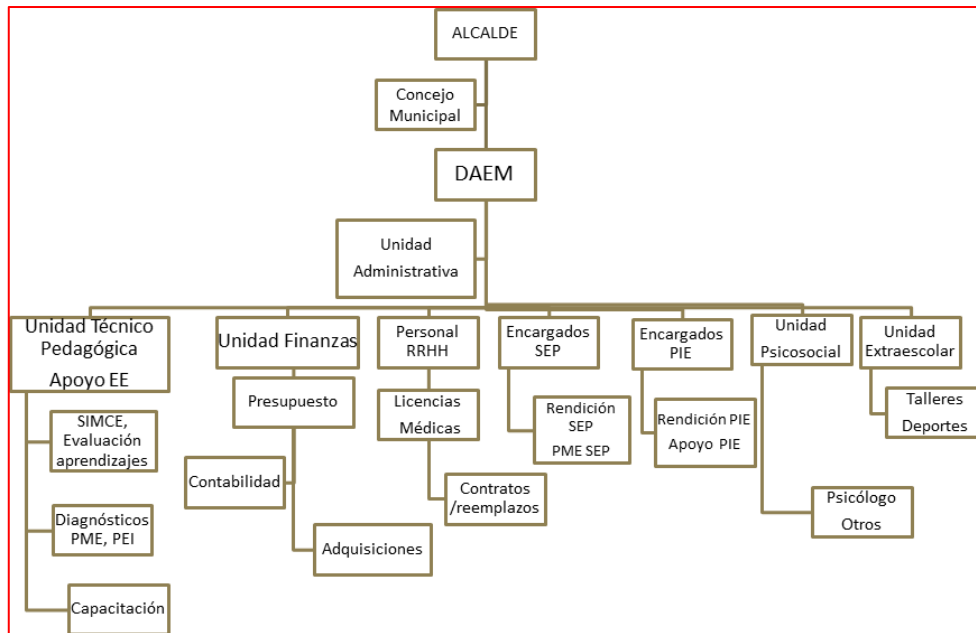 ALCALDE
Concejo
Municipal
DAEM
Unidad
Administrativa
Unidad Técnico
Pedagógica
Apoyo EE
Unidad Finanzas
Personal
RRHH
Encargados
SEP
Encargados
PIE
Unidad
Psicosocial
Unidad
Extraescolar
SIMCE,
Evaluación
aprendizajes
Diagnósticos
PME, PEI
Capacitación
Presupuesto
Contabilidad
Adquisiciones
Licencias
Médicas
Contratos
/reemplazos
Rendición
SEP
PME SEP
Rendición PIE
Apoyo PIE
Psicólogo
Otros
Talleres
Deportes